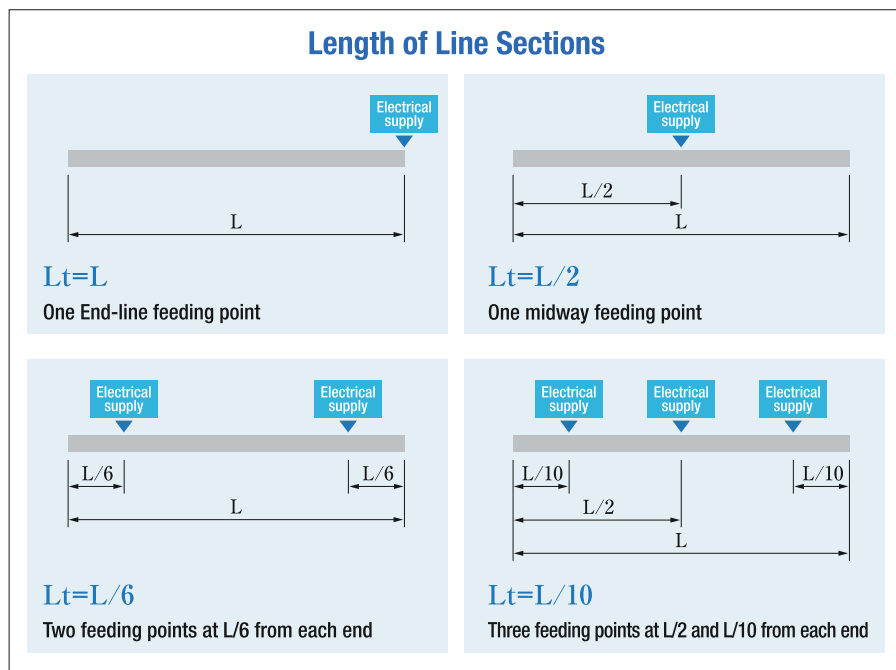 Length of Line Sections
Electrical
supply
L
Lt=L
One End-line feeding point
Electrical
supply
L/2
L
Lt=L/2
One midway feeding point
Electrical
supply
Electrical
supply
L/6
L/6
L
Lt=L/6
Two feeding points at L/6 from each end
Electrical
supply
Electrical
supply
Electrical
supply
L/10
L/10
L/2
L
Lt=L/10
Three feeding points at L/2 and L/10 from each end